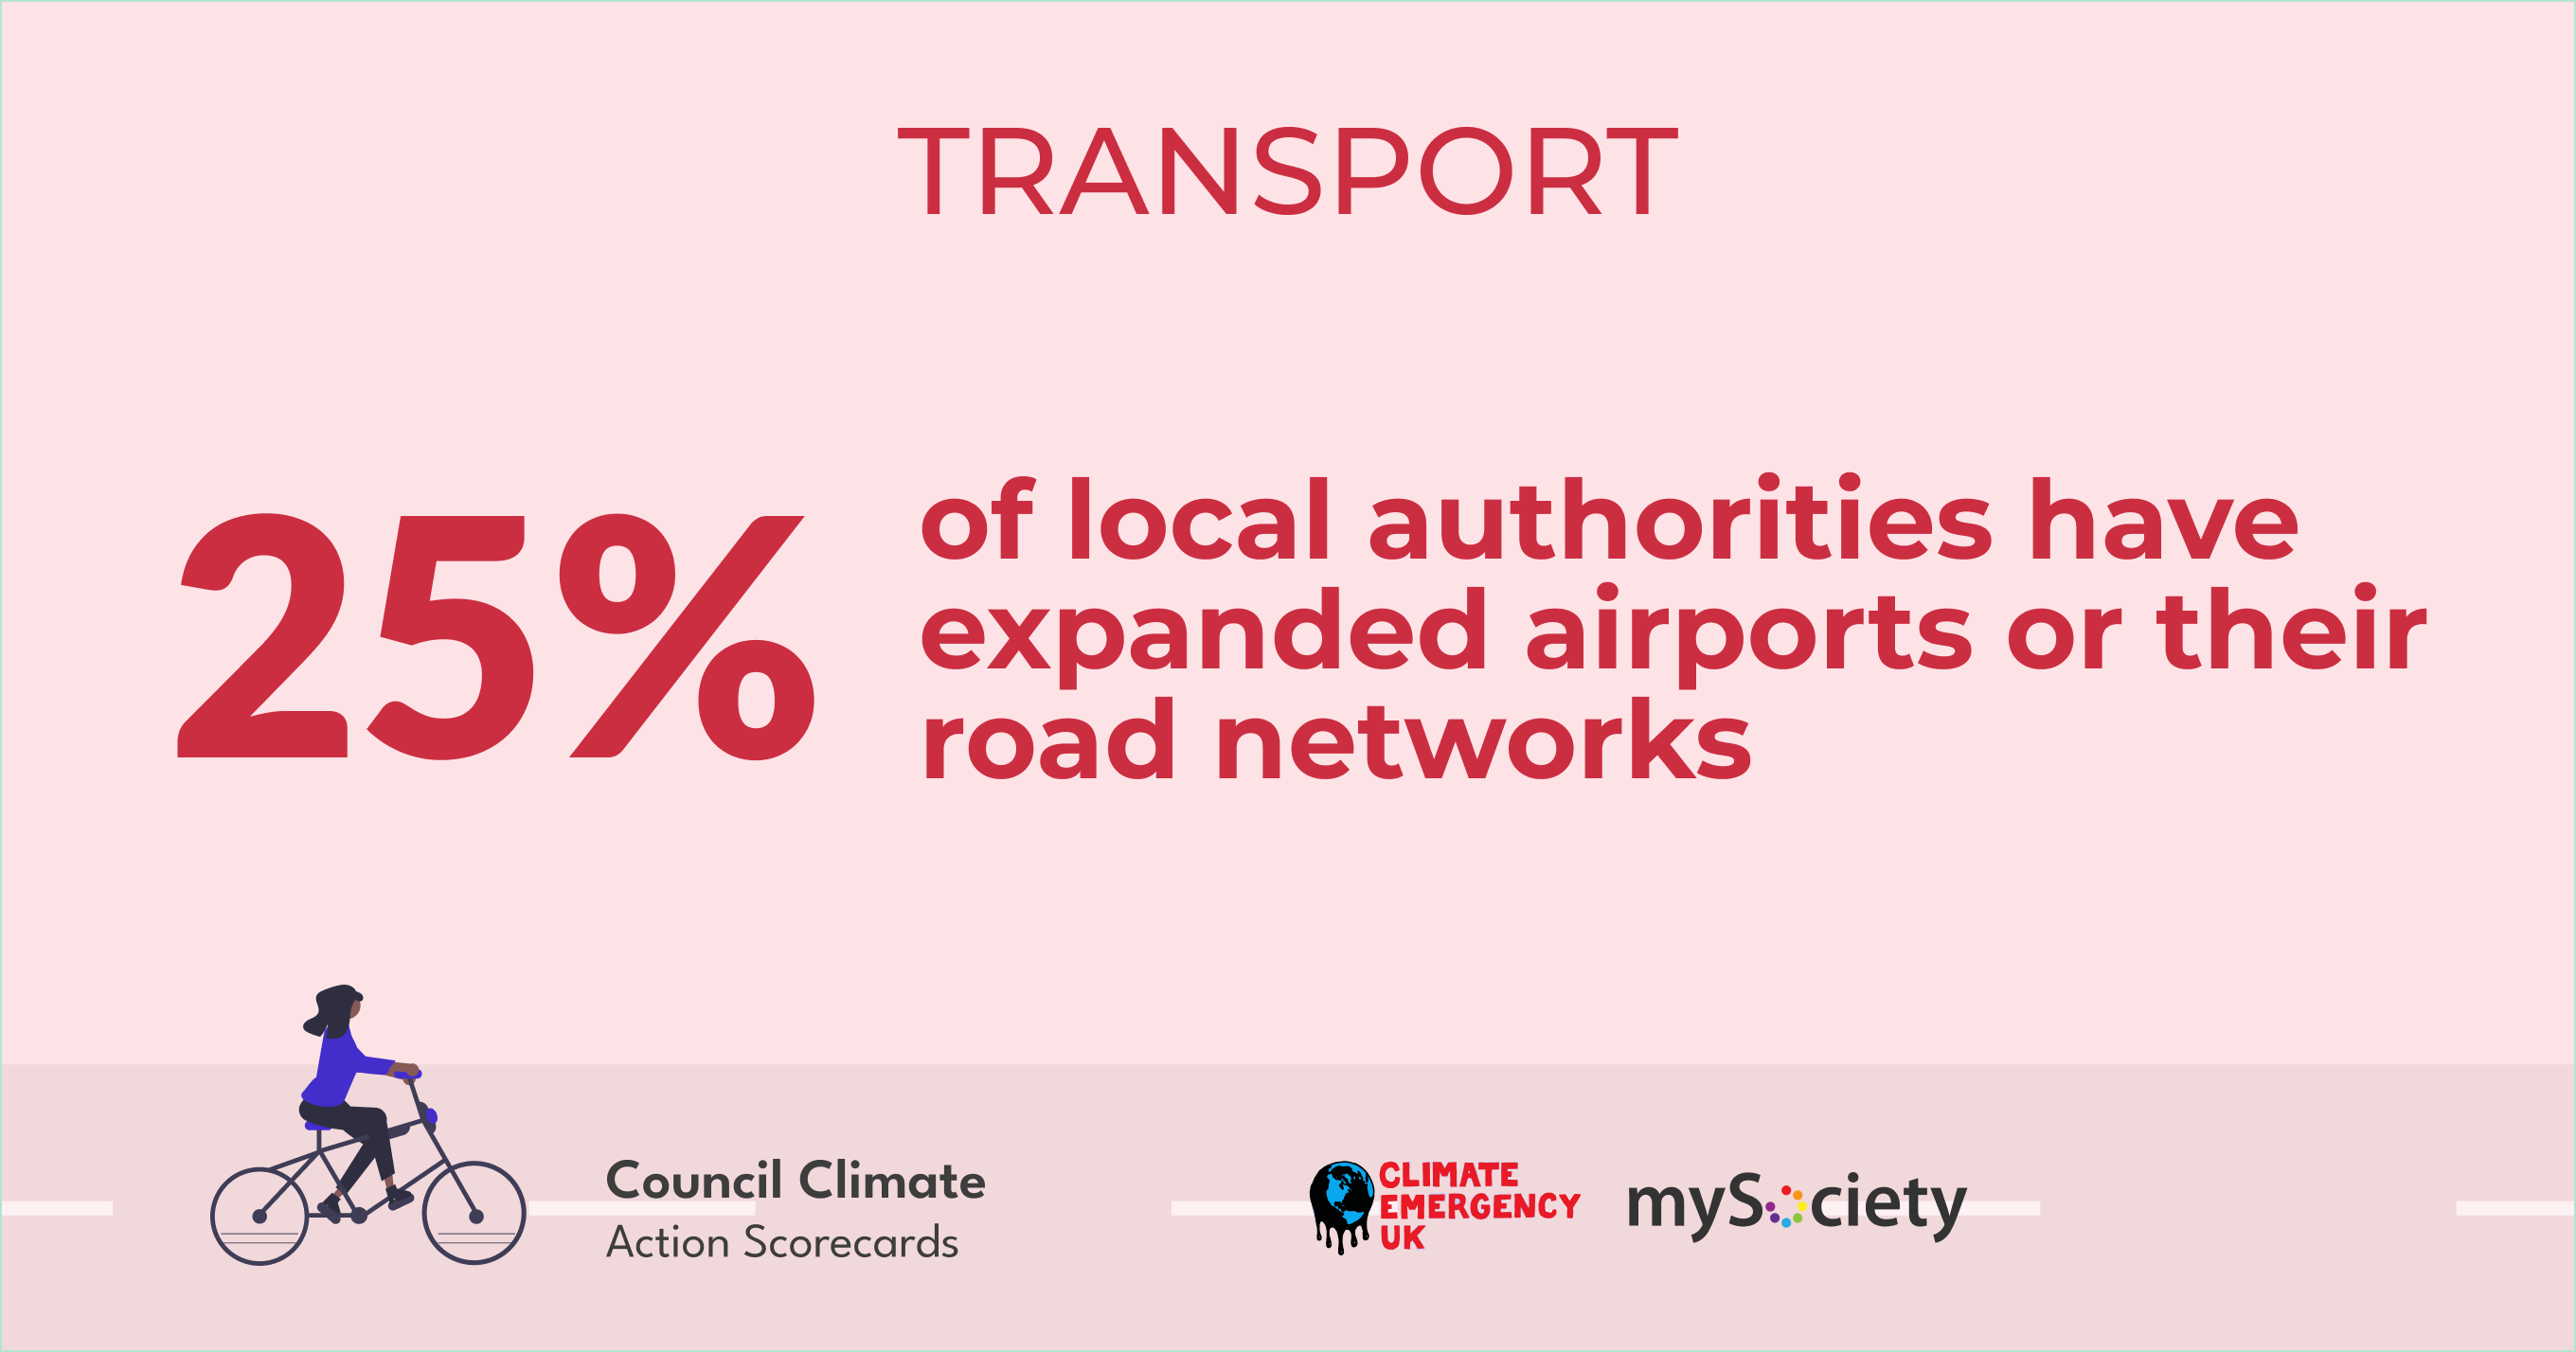 TRANSPORT
25%
of local authorities have
expanded airports or their
road networks
Council Climate
Action Scorecards
CLIMATE
EMERGENCY
UK
mySociety